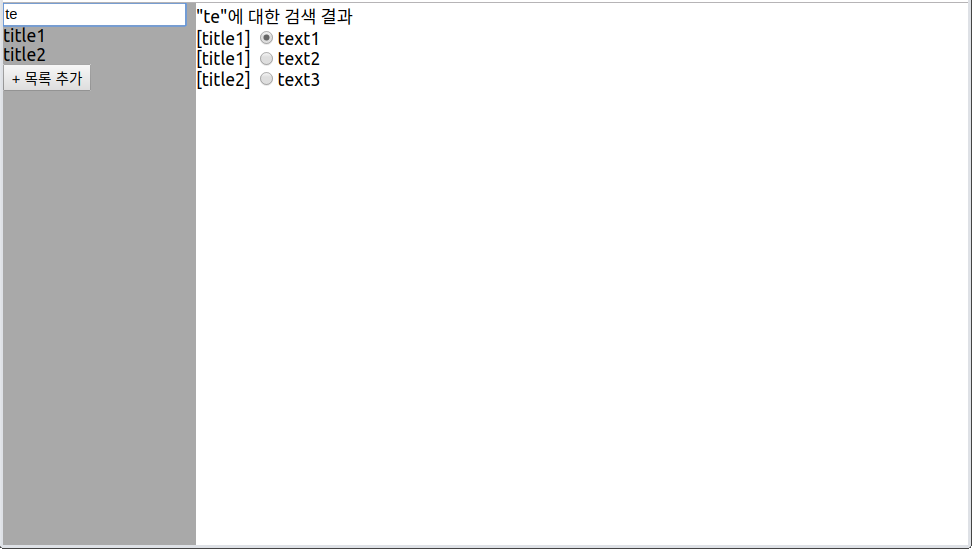 te
title1
title2
+ 목록 추가
"te"에 대한 검색 결과
[title1] text1
[title1] text2
[title2] text3